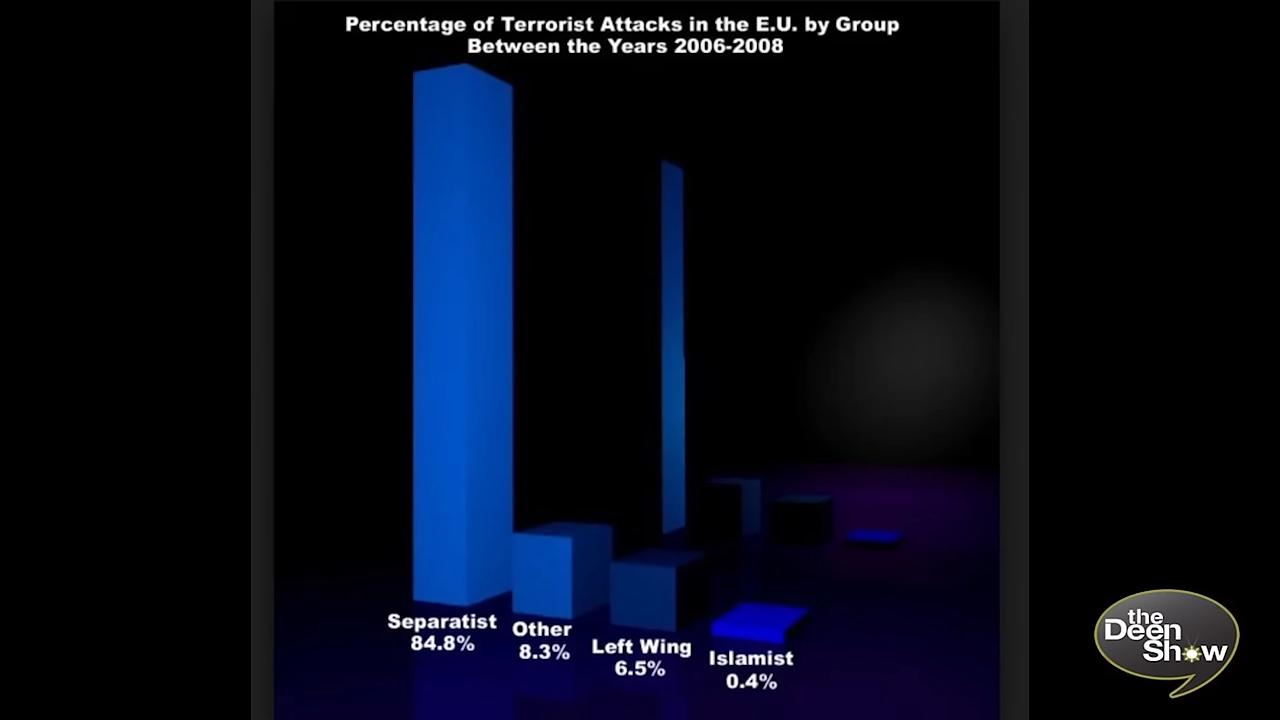 Percentage of Terrorist Attacks in the E.U. by Group
Between the Years 2006-2008
Separatist
84.8%
Other
8.3%
Left Wing
6.5%
Islamist
0.4%
the
Deen
Show